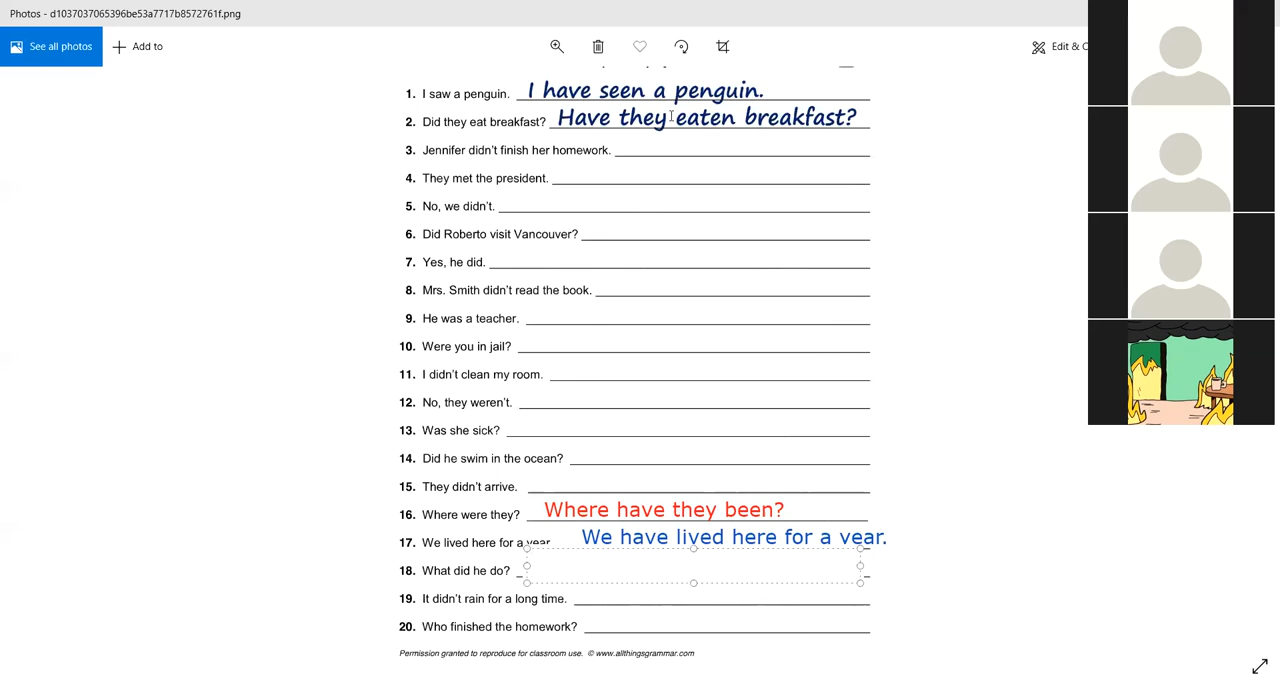 Photos - d1037037065396be53a7717b8572761f.png
See all photos Add to Edit & C
1. I saw a penguin. I have seen a penguin.
2. Did they eat breakfast? Have they eaten breakfast?
3. Jennifer didn't finish her homework.
4. They met the president.
5. No, we didn't.
6. Did Roberto visit Vancouver?
7. Yes, he did.
8. Mrs. Smith didn't read the book.
9. He was a teacher.
10. Were you in jail?
11. I didn't clean my room.
12. No, they weren't.
13. Was she sick?
14. Did he swim in the ocean?
15. They didn't arrive.
16. Where were they? Where have they been?
17. We lived here for a year. We have lived here for a year.
18. What did he do?
19. It didn't rain for a long time.
20. Who finished the homework?
Permission granted to reproduce for classroom use. © www.allthingsgrammar.com